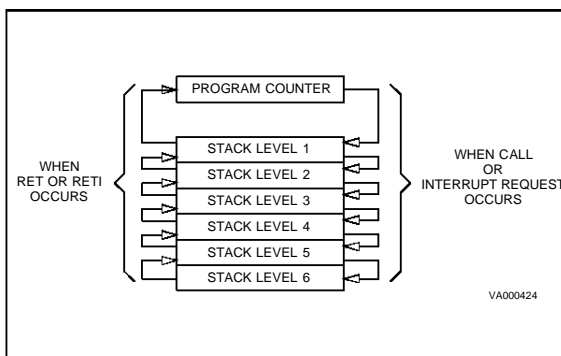 PROGRAM COUNTER
STACK LEVEL 1
STACK LEVEL 2
STACK LEVEL 3
STACK LEVEL 4
STACK LEVEL 5
STACK LEVEL 6
WHEN
RET OR RETI
OCCURS
WHEN CALL
OR
INTERRUPT REQUEST
OCCURS
VA000424